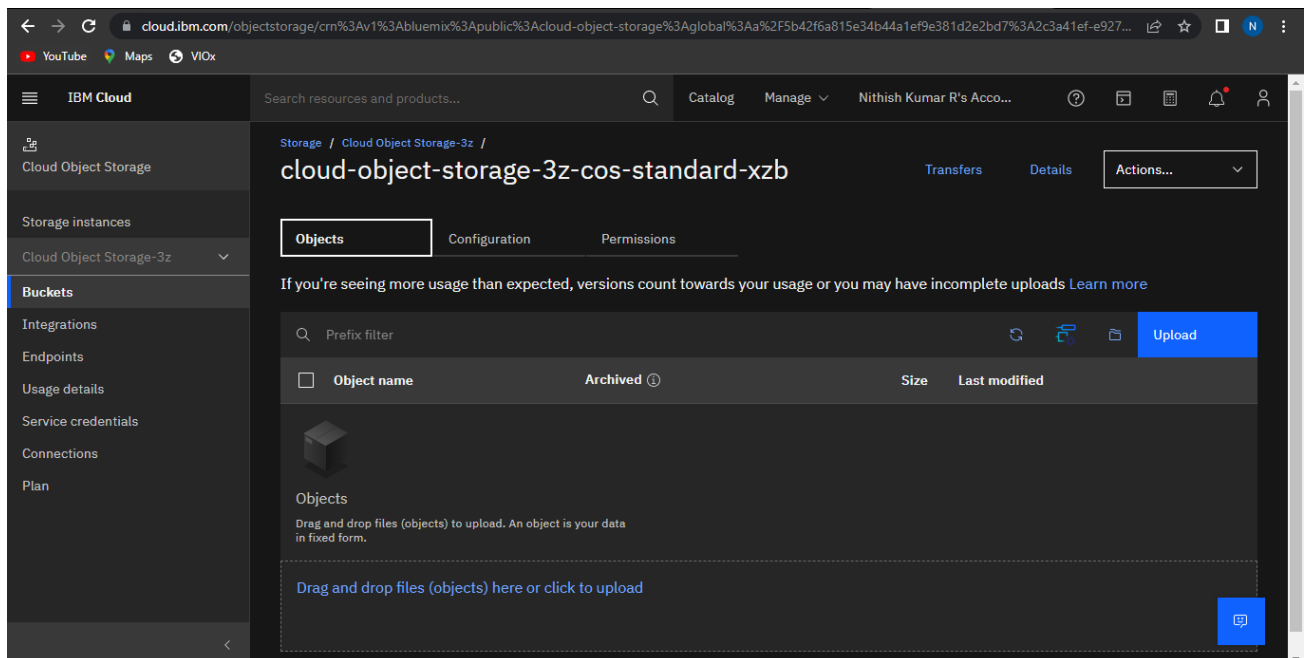 cloud.ibm.com/objectstorage/crn%3Av1%3Abluemix%3Apublic%3Acloud-object-storage%3Aglobal%3Aa%2F5b42f6a815e34b44a1ef9e381d2e2bd7%3A2c3a41ef-e927... N
YouTube Maps VIOx
IBM Cloud Search resources and products... Catalog Manage Nithish Kumar R's Acco...
Cloud Object Storage
Storage instances
Cloud Object Storage-3z
Buckets
Integrations
Endpoints
Usage details
Service credentials
Connections
Plan
Storage / Cloud Object Storage-3z /
cloud-object-storage-3z-cos-standard-xzb Transfers Details Actions...
Objects Configuration Permissions
If you're seeing more usage than expected, versions count towards your usage or you may have incomplete uploads Learn more
Prefix filter Upload
Object name Archived Size Last modified
Objects
Drag and drop files (objects) to upload. An object is your data
in fixed form.
Drag and drop files (objects) here or click to upload